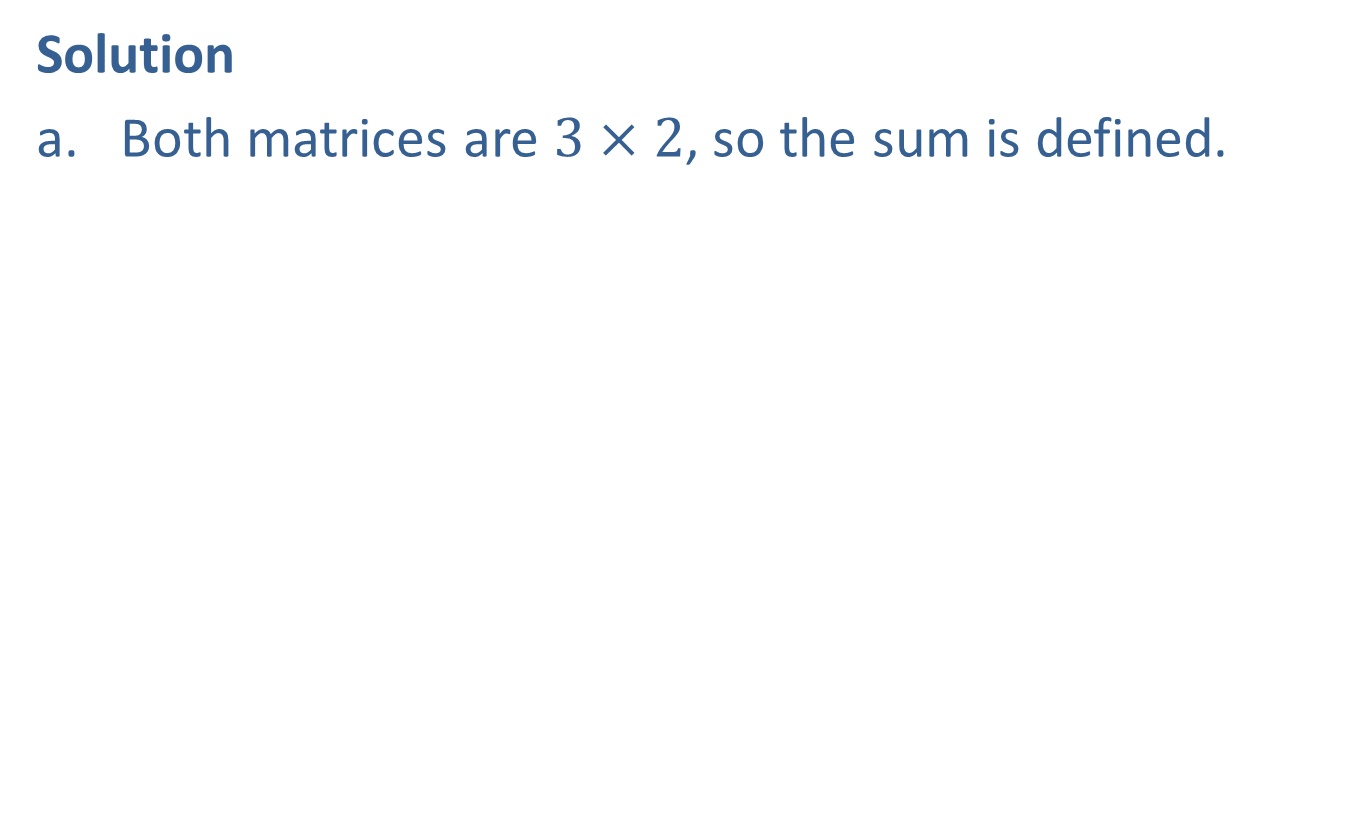 Solution
a. Both matrices are 3 × 2, so the sum is defined.